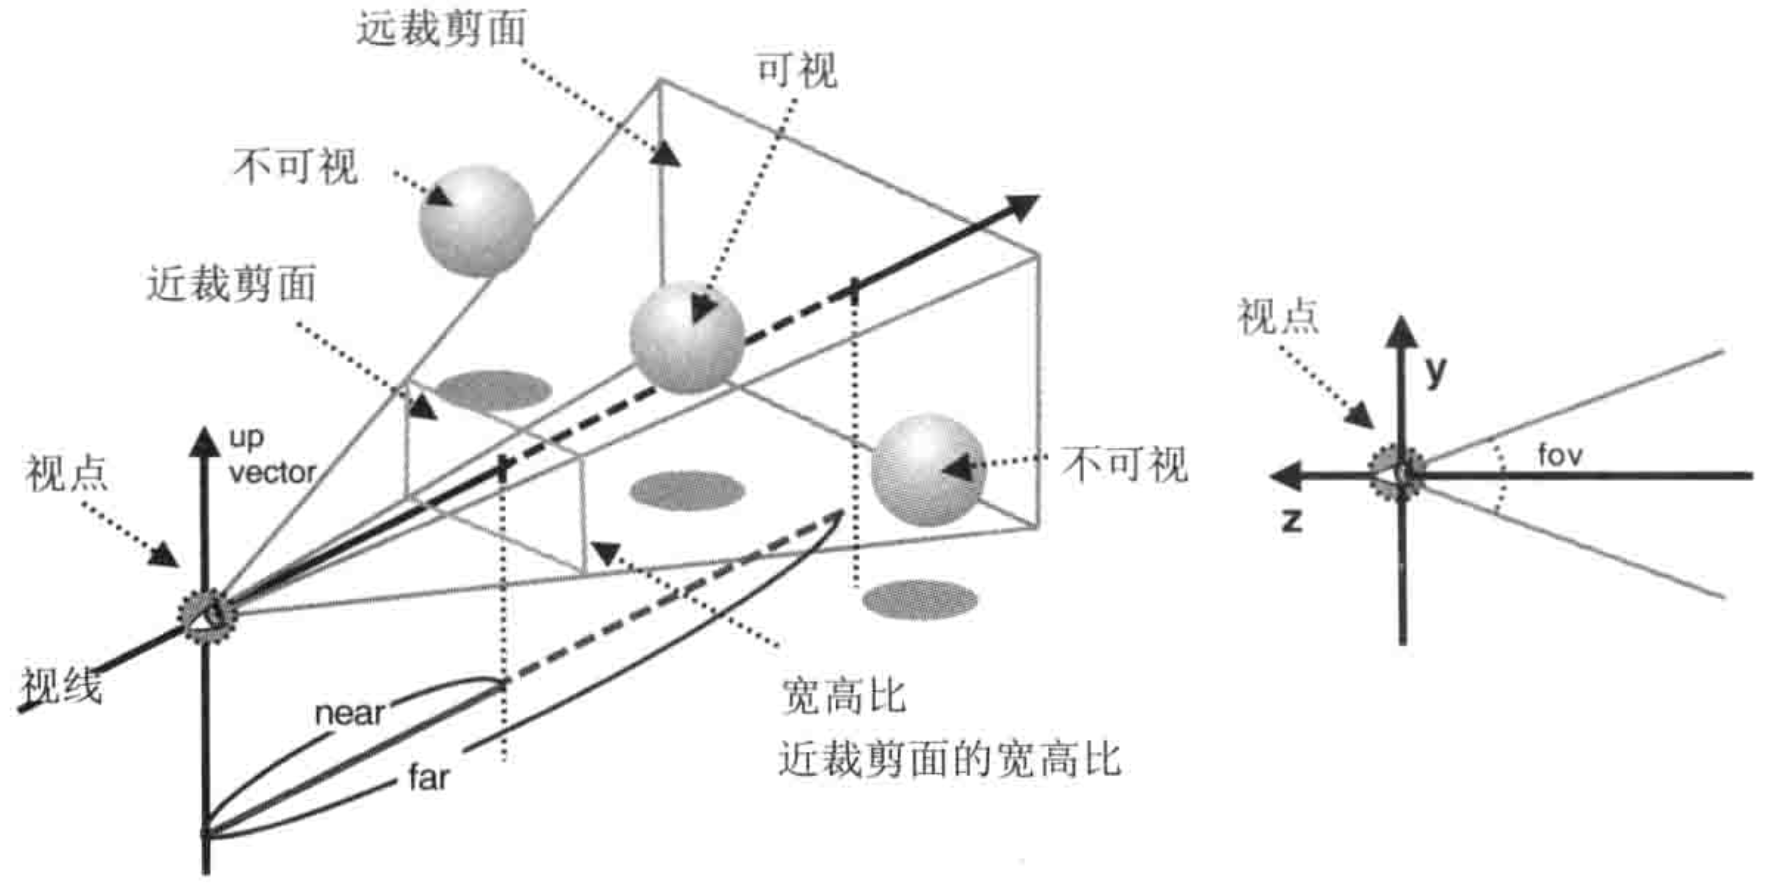 远裁剪面
可视
不可视
近裁剪面
up
vector
视点
视线
near
far
不可视
宽高比
近裁剪面的宽高比
视点
y
z
fov